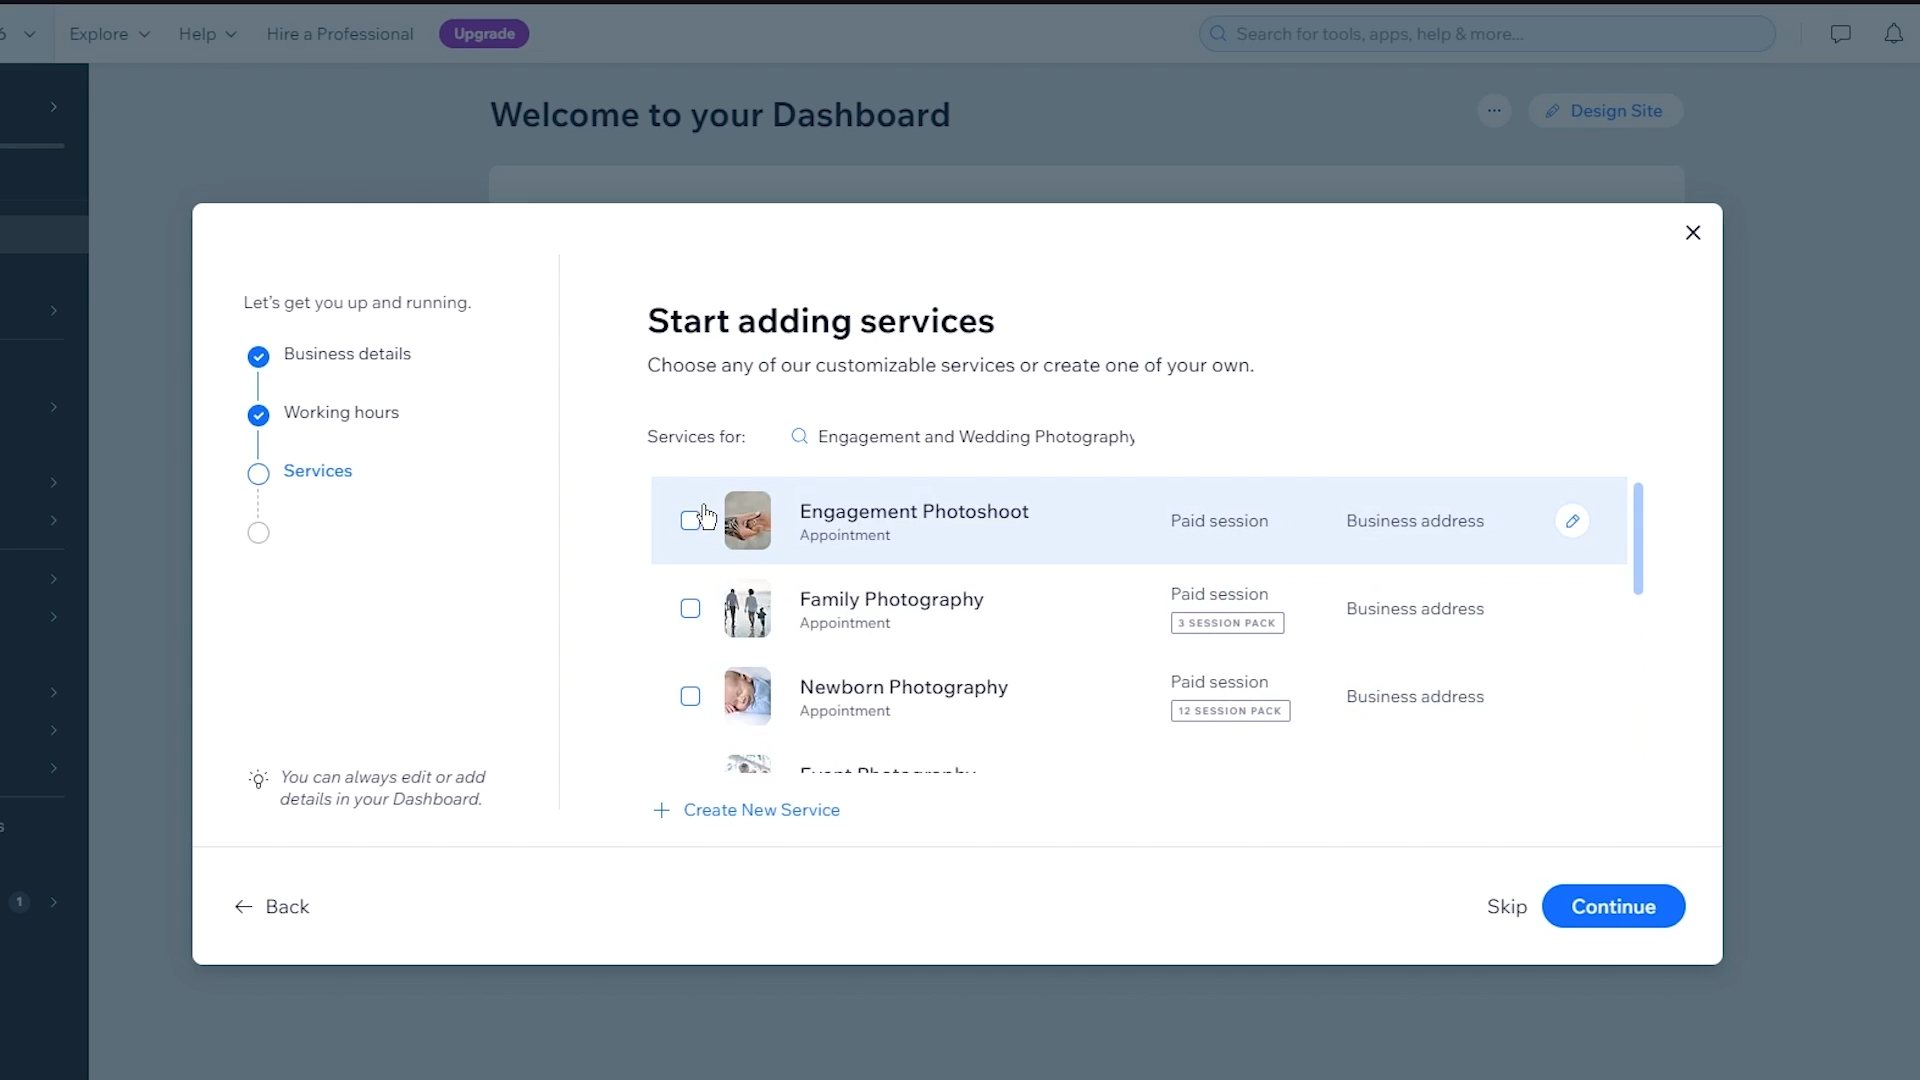 6
Explore
Help
Hire a Professional
Upgrade
Search for tools, apps, help & more...
Welcome to your Dashboard
Design Site
Let's get you up and running.
Business details
Working hours
Services
You can always edit or add
details in your Dashboard.
Start adding services
Choose any of our customizable services or create one of your own.
Services for:
Engagement and Wedding Photography
Engagement Photoshoot
Appointment
Paid session
Business address
Family Photography
Appointment
Paid session
3 SESSION PACK
Business address
Newborn Photography
Appointment
Paid session
12 SESSION PACK
Business address
Event Photography
Create New Service
s
1
Back
Skip
Continue